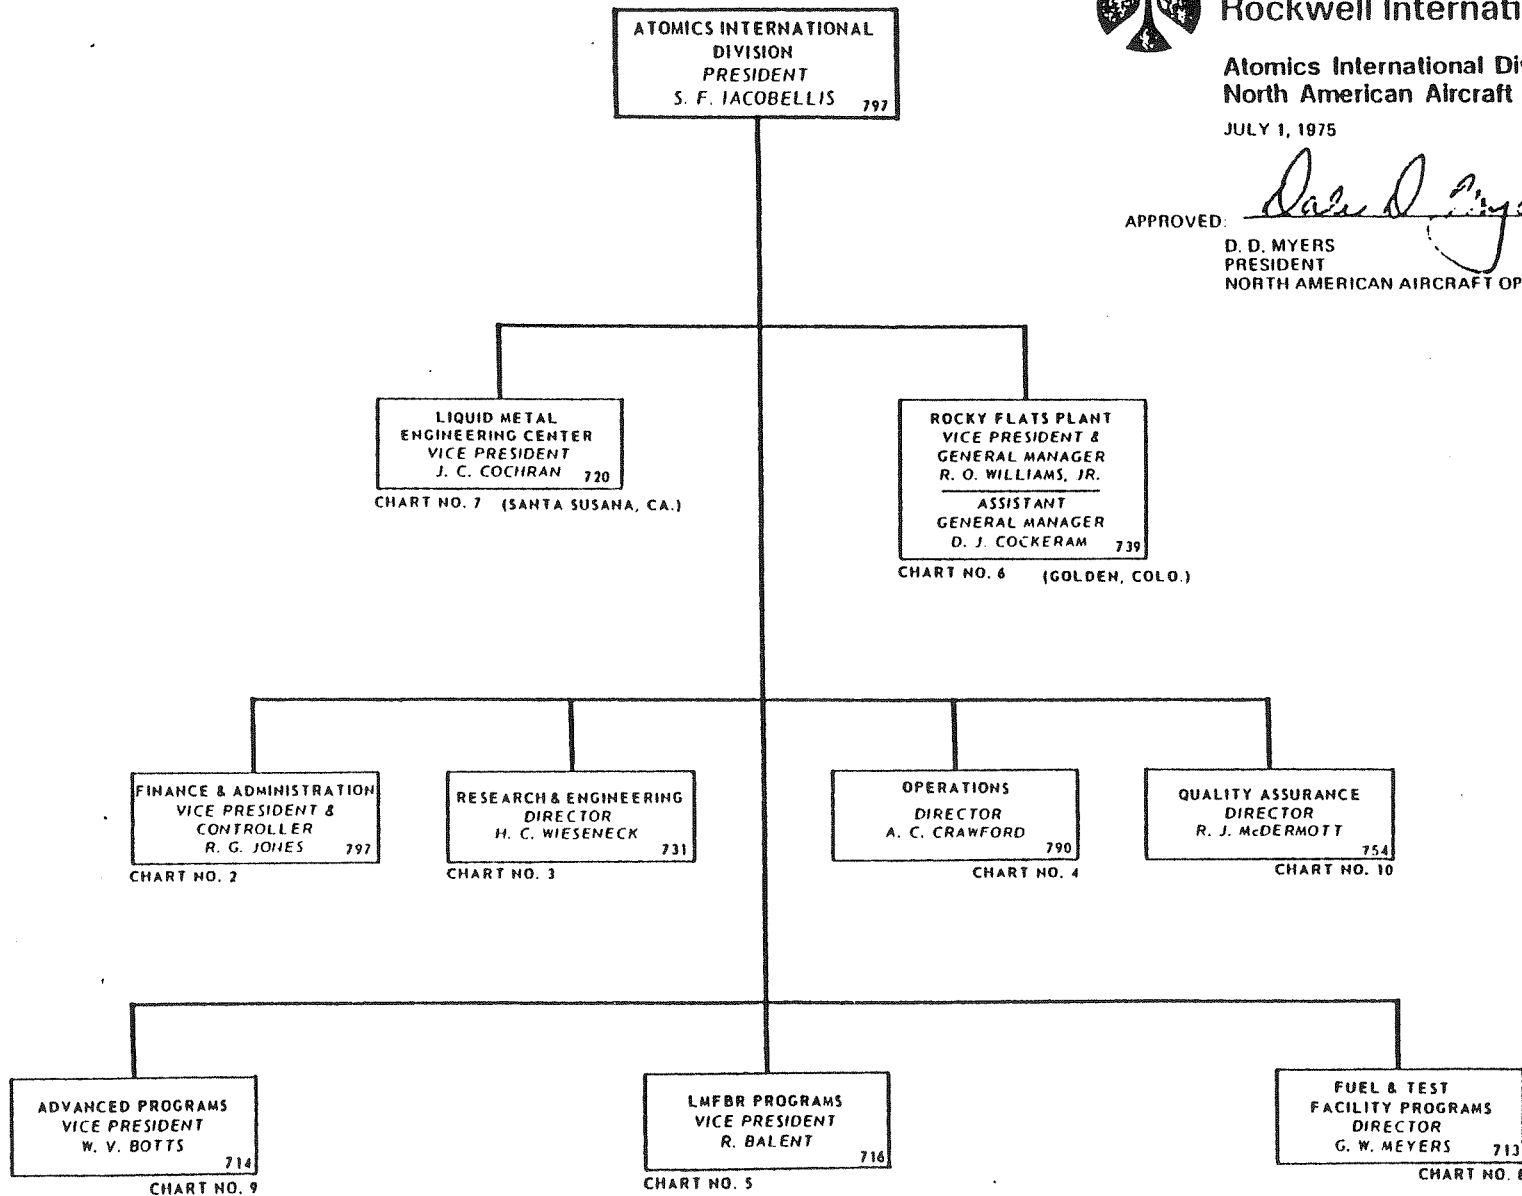 ATOMICS INTERNATIONAL
DIVISION
PRESIDENT
S. F. IACOBELLIS
797
Rockwell Internati
Atomics International Di
North American Aircraft
JULY 1, 1975
APPROVED:
D. D. MYERS
PRESIDENT
NORTH AMERICAN AIRCRAFT OP
LIQUID METAL
ENGINEERING CENTER
VICE PRESIDENT
J. C. COCHRAN
720
CHART NO. 7 (SANTA SUSANA, CA.)
ROCKY FLATS PLANT
VICE PRESIDENT &
GENERAL MANAGER
R. O. WILLIAMS, JR.
ASSISTANT
GENERAL MANAGER
D. J. COCKERAM
739
CHART NO. 6 (GOLDEN, COLO.)
FINANCE & ADMINISTRATION
VICE PRESIDENT &
CONTROLLER
R. G. JONES
797
CHART NO. 2
RESEARCH & ENGINEERING
DIRECTOR
H. C. WIESENECK
731
CHART NO. 3
OPERATIONS
DIRECTOR
A. C. CRAWFORD
790
CHART NO. 4
QUALITY ASSURANCE
DIRECTOR
R. J. McDERMOTT
754
CHART NO. 10
ADVANCED PROGRAMS
VICE PRESIDENT
W. V. BOTTS
714
CHART NO. 9
LMFBR PROGRAMS
VICE PRESIDENT
R. BALENT
716
CHART NO. 5
FUEL & TEST
FACILITY PROGRAMS
DIRECTOR
G. W. MEYERS
713
CHART NO.